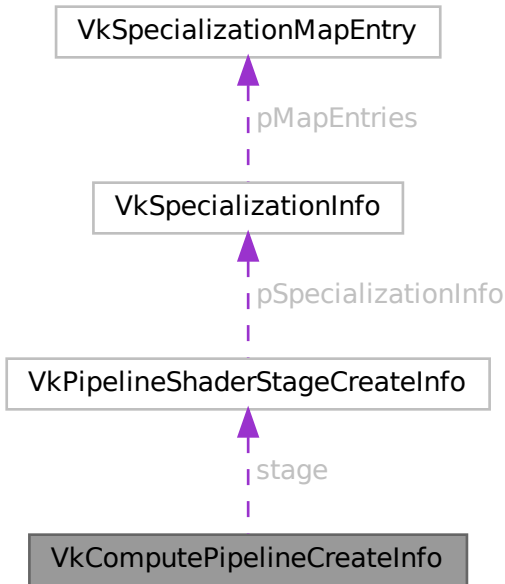 VkSpecializationMapEntry
pMapEntries
VkSpecializationInfo
pSpecializationInfo
VkPipelineShaderStageCreateInfo
stage
VkComputePipelineCreateInfo